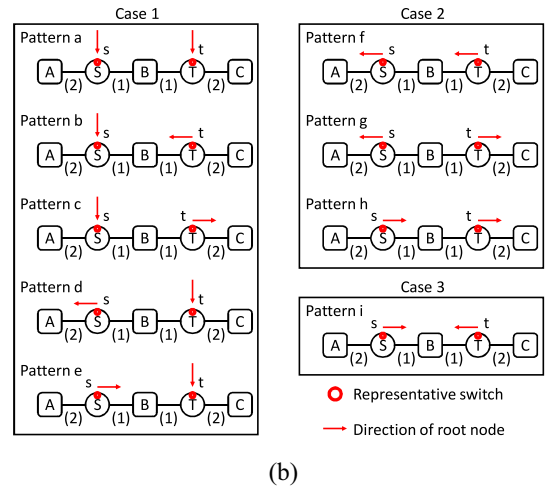 Case 1
Pattern a
s t
A S B T C
(2) (1) (1) (2)
Pattern b
s t
A S B T C
(2) (1) (1) (2)
Pattern c
s t
A S B T C
(2) (1) (1) (2)
Pattern d
s t
A S B T C
(2) (1) (1) (2)
Pattern e
s t
A S B T C
(2) (1) (1) (2)
Case 2
Pattern f
s t
A S B T C
(2) (1) (1) (2)
Pattern g
s t
A S B T C
(2) (1) (1) (2)
Pattern h
s t
A S B T C
(2) (1) (1) (2)
Case 3
Pattern i
s t
A S B T C
(2) (1) (1) (2)
Representative switch
Direction of root node
(b)